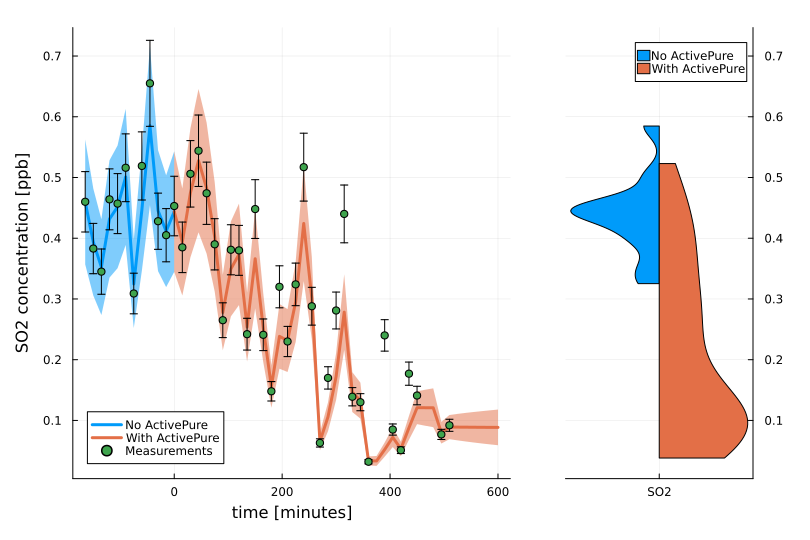 SO2 concentration [ppb]
0.7
0.6
0.5
0.4
0.3
0.2
0.1
No ActivePure
With ActivePure
Measurements
0
200
400
600
time [minutes]
No ActivePure
With ActivePure
0.7
0.6
0.5
0.4
0.3
0.2
0.1
SO2